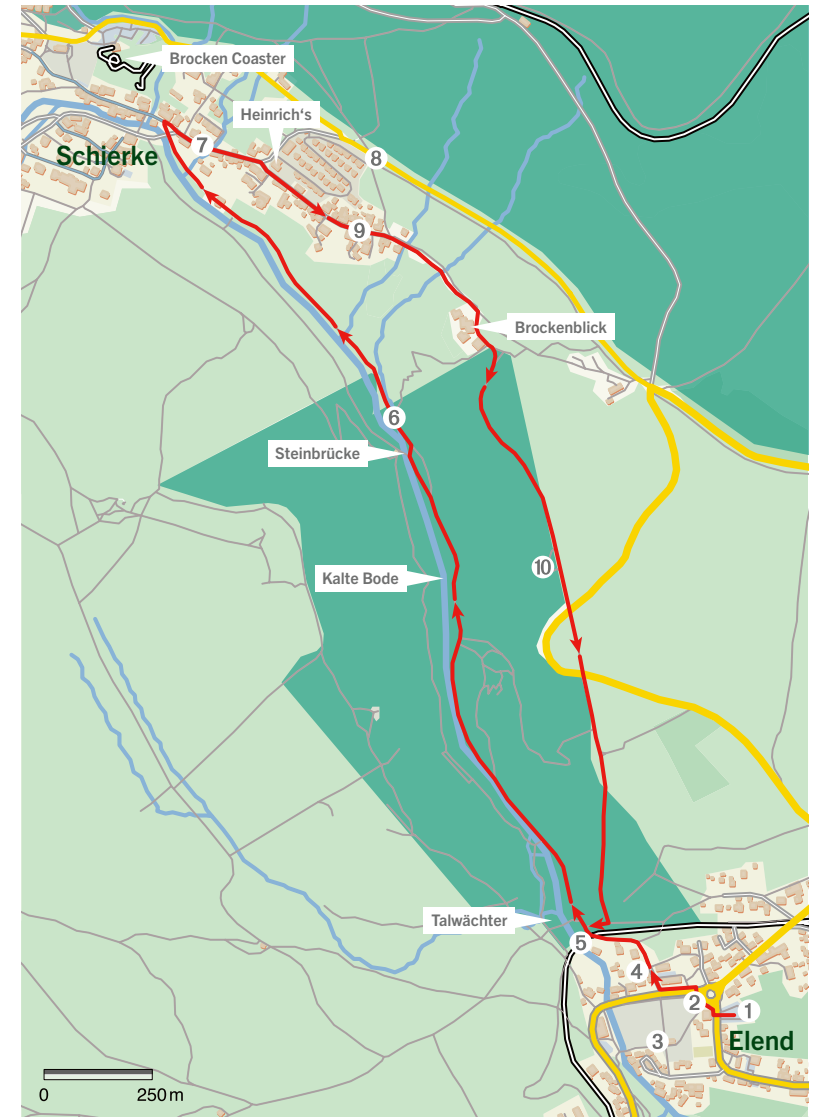 Brocken Coaster
Heinrich‘s
7
Schierke
8
9
Brockenblick
6
Steinbrücke
10
Kalte Bode
Talwächter
5
4
2
1
3
Elend
0
250 m